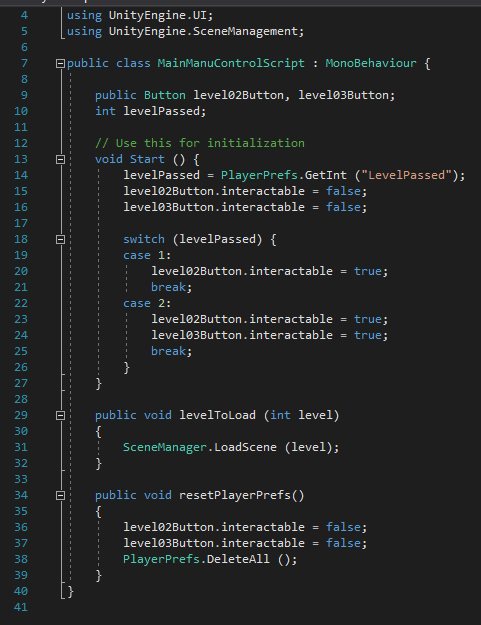 4 using UnityEngine.UI;
5 using UnityEngine.SceneManagement;
6
7 public class MainManuControlScript : MonoBehaviour {
8
9 public Button level02Button, level03Button;
10 int levelPassed;
11
12 // Use this for initialization
13 void Start () {
14 levelPassed = PlayerPrefs.GetInt ("LevelPassed");
15 level02Button.interactable = false;
16 level03Button.interactable = false;
17
18 switch (levelPassed) {
19 case 1:
20 level02Button.interactable = true;
21 break;
22 case 2:
23 level02Button.interactable = true;
24 level03Button.interactable = true;
25 break;
26 }
27 }
28
29 public void levelToLoad (int level)
30 {
31 SceneManager.LoadScene (level);
32 }
33
34 public void resetPlayerPrefs()
35 {
36 level02Button.interactable = false;
37 level03Button.interactable = false;
38 PlayerPrefs.DeleteAll ();
39 }
40 }
41